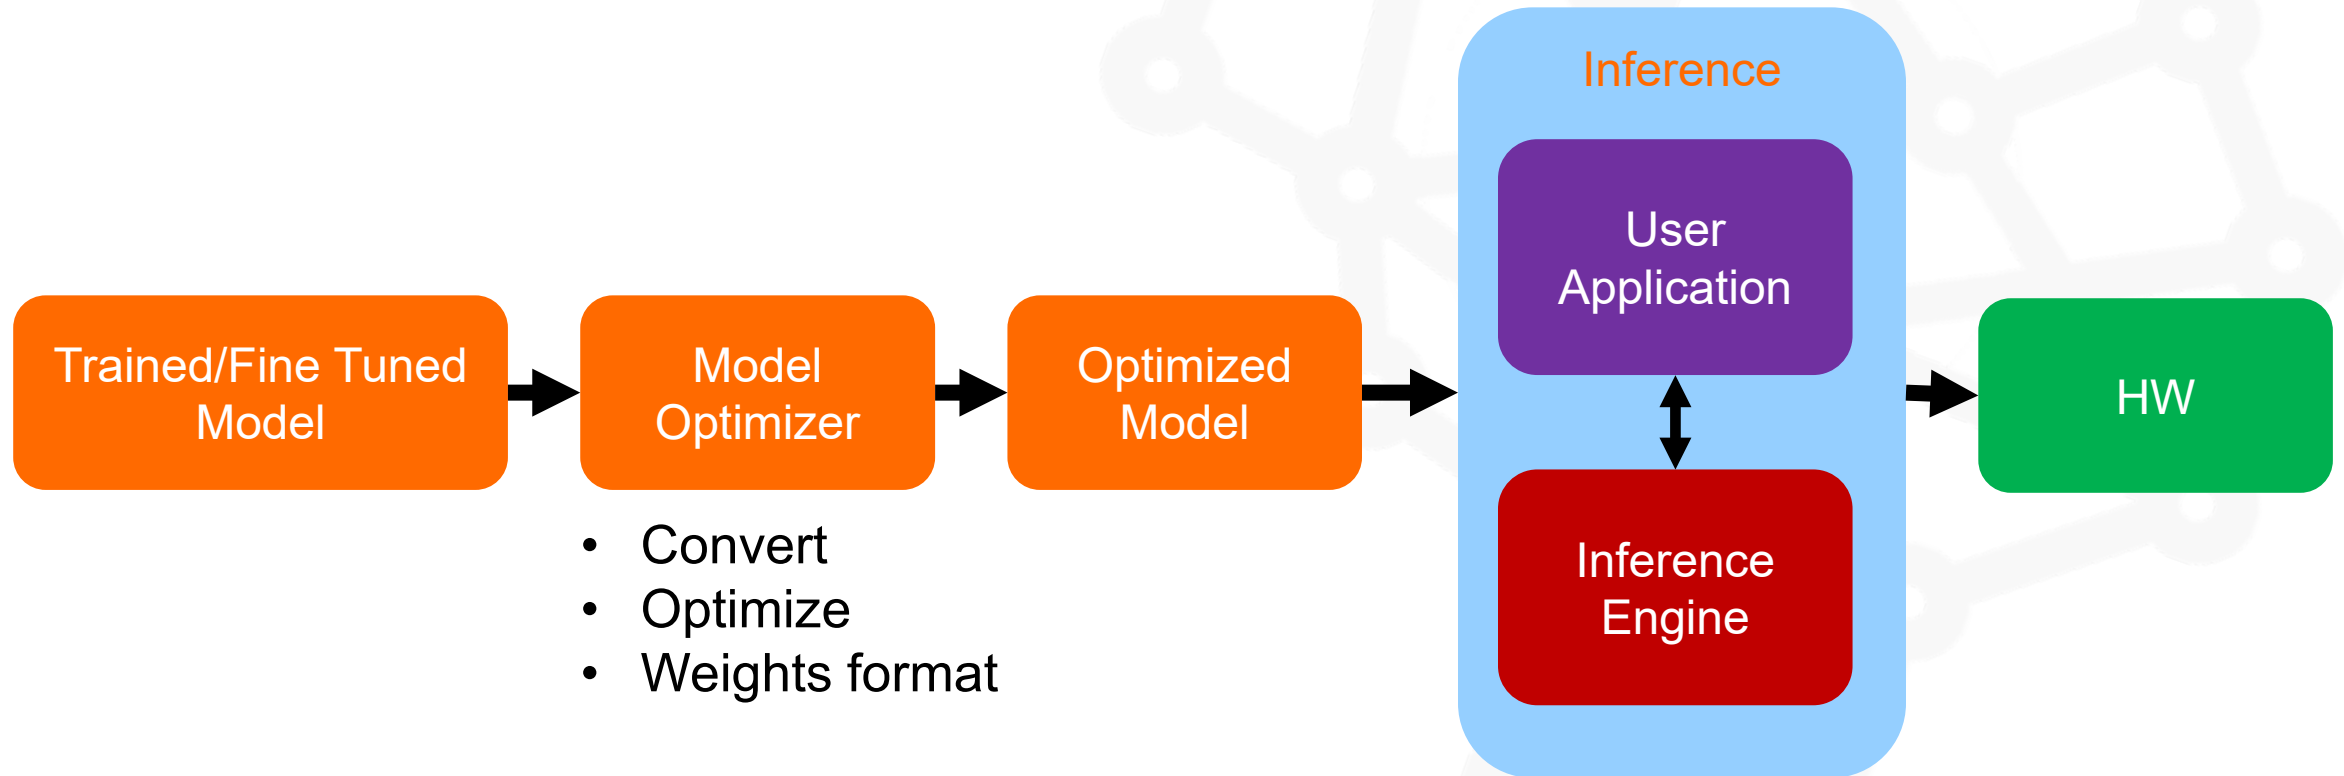 Trained/Fine Tuned
Model
Model
Optimizer
• Convert
• Optimize
• Weights format
Optimized
Model
Inference
User
Application
Inference
Engine
HW